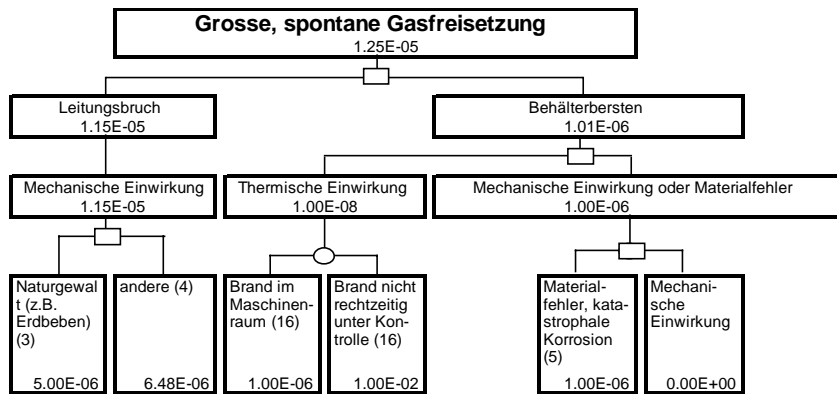 Grosse, spontane Gasfreisetzung
1.25E-05
Leitungsbruch
1.15E-05
Behälterbersten
1.01E-06
Mechanische Einwirkung
1.15E-05
Thermische Einwirkung
1.00E-08
Mechanische Einwirkung oder Materialfehler
1.00E-06
Naturgewal
t (z.B.
Erdbeben)
(3)
5.00E-06
andere (4)
6.48E-06
Brand im
Maschinen-
raum (16)
1.00E-06
Brand nicht
rechtzeitig
unter Kon-
trolle (16)
1.00E-02
Material-
fehler, kata-
strophale
Korrosion
(5)
1.00E-06
Mechani-
sche
Einwirkung
0.00E+00